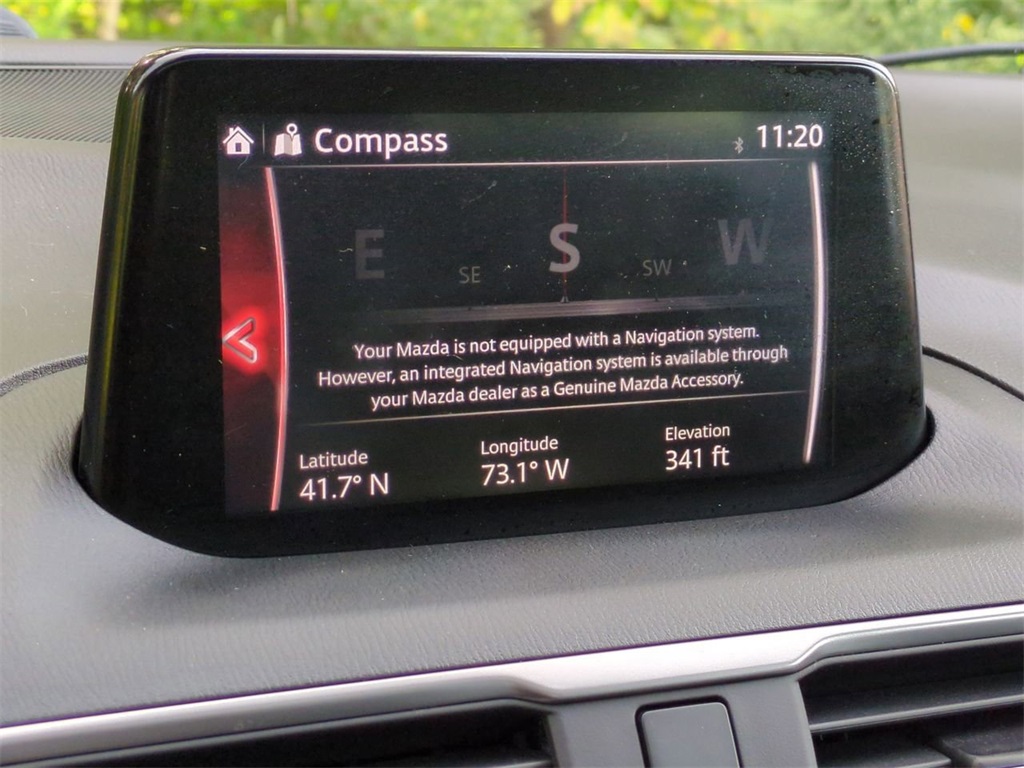 Compass
11:20
E SE S SW W
Your Mazda is not equipped with a Navigation system.
However, an integrated Navigation system is available through
your Mazda dealer as a Genuine Mazda Accessory.
Latitude Longitude Elevation
41.7° N 73.1° W 341 ft